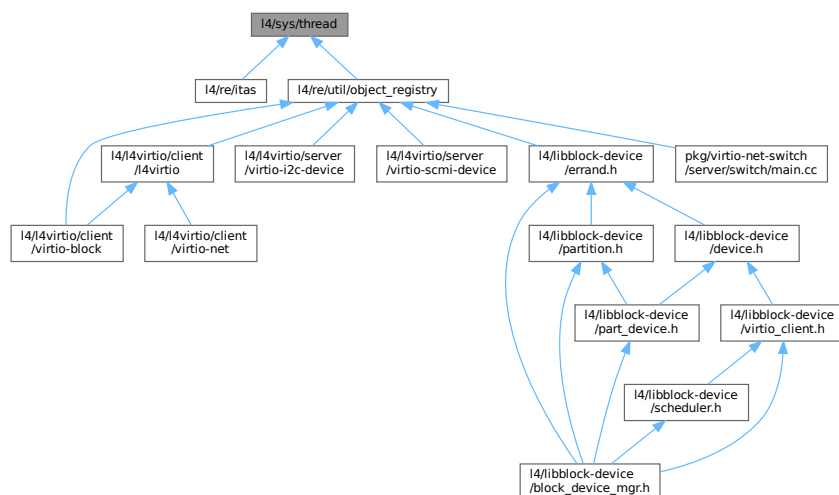 l4/sys/thread
l4/re/itas
l4/re/util/object_registry
l4/l4virtio/client
/l4virtio
l4/l4virtio/server
/virtio-i2c-device
l4/l4virtio/server
/virtio-scmi-device
l4/libblock-device
/errand.h
pkg/virtio-net-switch
/server/switch/main.cc
l4/l4virtio/client
/virtio-block
l4/l4virtio/client
/virtio-net
l4/libblock-device
/partition.h
l4/libblock-device
/device.h
l4/libblock-device
/part_device.h
l4/libblock-device
/virtio_client.h
l4/libblock-device
/scheduler.h
l4/libblock-device
/block_device_mgr.h